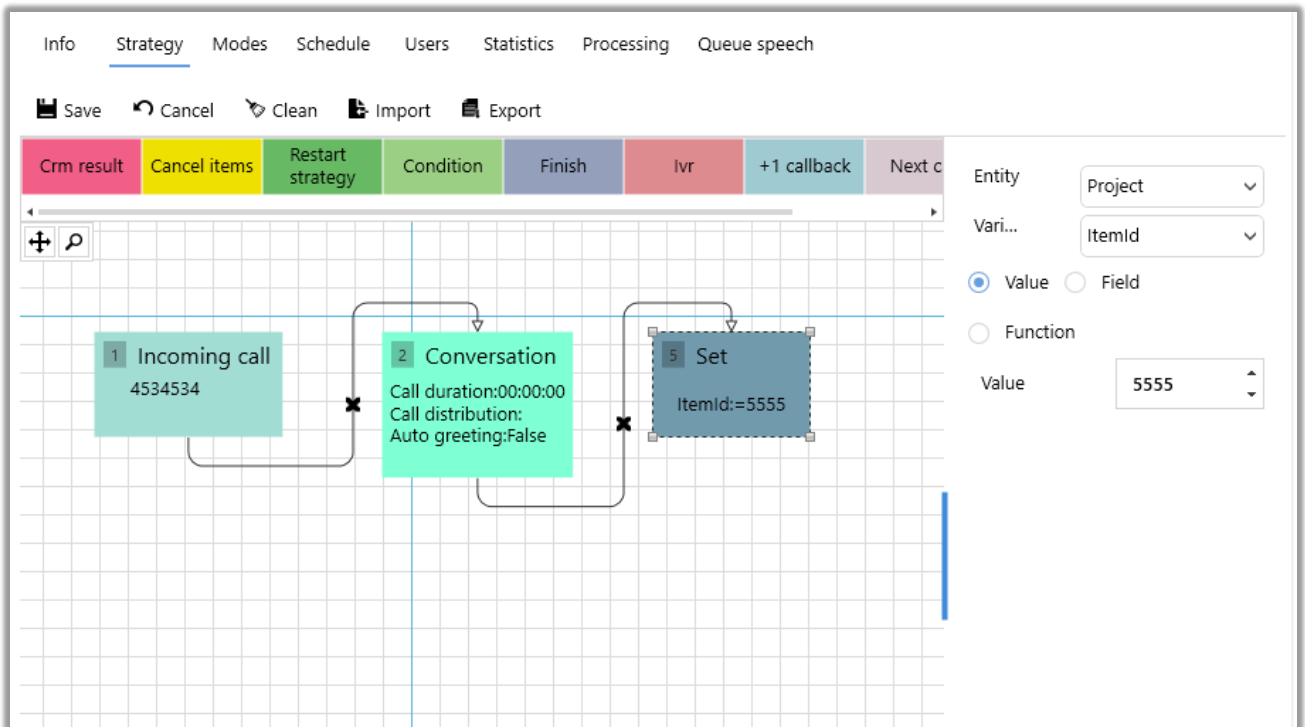 Info Strategy Modes Schedule Users Statistics Processing Queue speech
Save Cancel Clean Import Export
Crm result Cancel items Restart strategy Condition Finish Ivr +1 callback Next c
Entity Project
Vari... ItemId
Value Field
Function
Value 5555
1 Incoming call
4534534
2 Conversation
Call duration:00:00:00
Call distribution:
Auto greeting:False
5 Set
ItemId:=5555